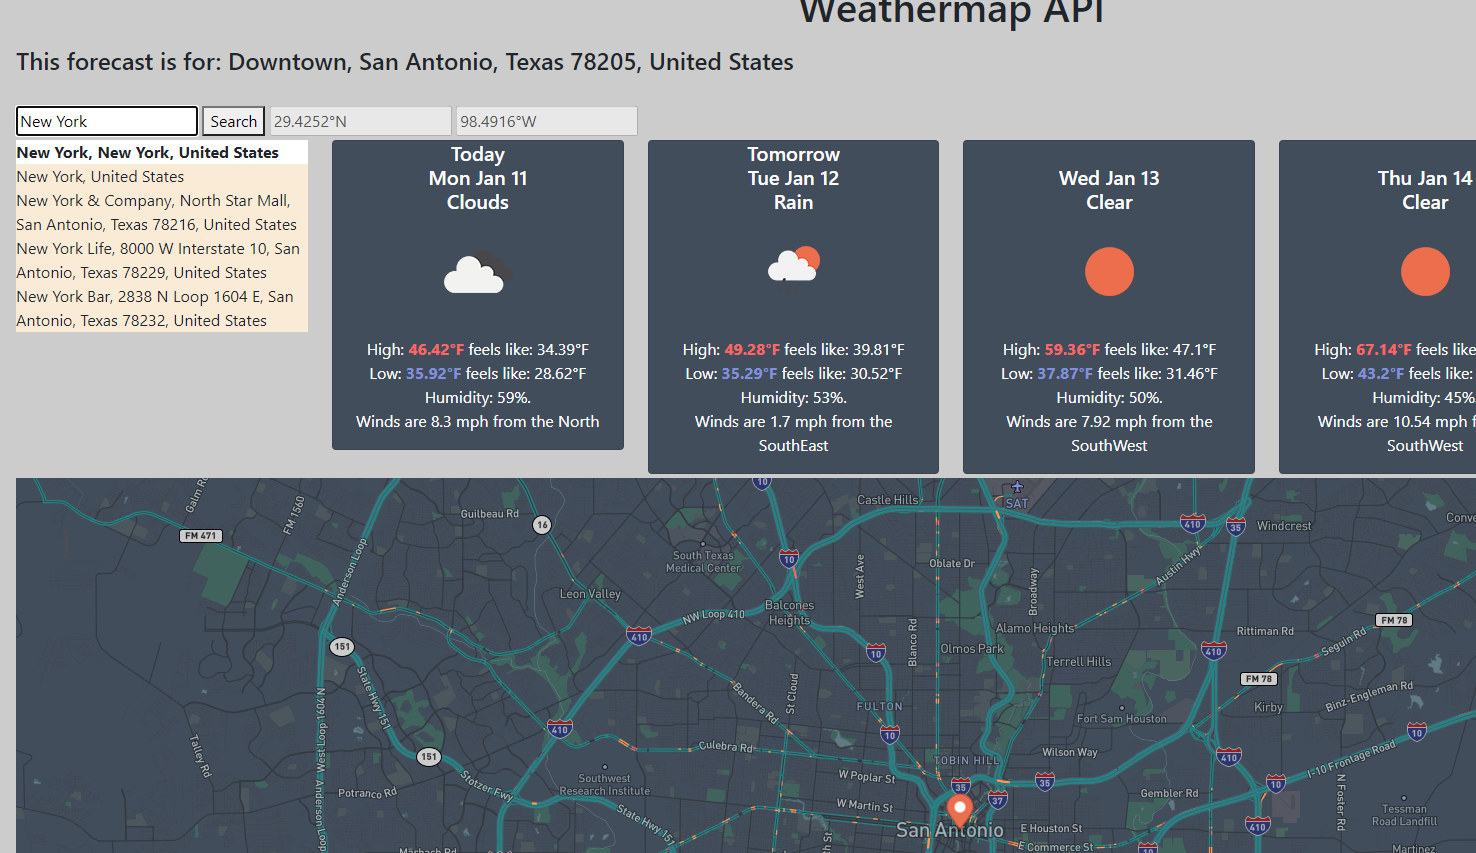 Weathermap API
This forecast is for: Downtown, San Antonio, Texas 78205, United States
New York
Search
29.4252°N
98.4916°W
New York, New York, United States
New York, United States
New York & Company, North Star Mall,
San Antonio, Texas 78216, United States
New York Life, 8000 W Interstate 10, San
Antonio, Texas 78229, United States
New York Bar, 2838 N Loop 1604 E, San
Antonio, Texas 78232, United States
Today
Mon Jan 11
Clouds
High: 46.42°F feels like: 34.39°F
Low: 35.92°F feels like: 28.62°F
Humidity: 59%.
Winds are 8.3 mph from the North
Tomorrow
Tue Jan 12
Rain
High: 49.28°F feels like: 39.81°F
Low: 35.29°F feels like: 30.52°F
Humidity: 53%.
Winds are 1.7 mph from the
SouthEast
Wed Jan 13
Clear
High: 59.36°F feels like: 47.1°F
Low: 37.87°F feels like: 31.46°F
Humidity: 50%.
Winds are 7.92 mph from the
SouthWest
Thu Jan 14
Clear
High: 67.14°F feels like
Low: 43.2°F feels like:
Humidity: 45%
Winds are 10.54 mph f
SouthWest
Galm Rd
FM 1560
Guilbeau Rd
16
FM 471
10
Castle Hills
SAT
410
35
Windcrest
Conve
South Texas
Medical Center
10
West Ave
Oblate Dr
Broadway
Austin Hwy
Anderson Loop
Leon Valley
NW Loop 410
Balcones
Heights
410
151
10
Blanco Rd
Alamo Heights
Olmos Park
Terrell Hills
410
Rittiman Rd
Seguin Rd
FM 78
FM 78
State Hwy 151
W Anderson Loop
West Loop 1604 N
Bandera Rd
St Cloud
FULTON
10
Fort Sam Houston
Kirby
Binz-Engleman Rd
410
Talley Rd
151
Culebra Rd
TOBIN HILL
Wilson Way
410
10
I-10 Frontage Road
10
Southwest
Research Institute
Stotzer Fwy
Potranco Rd
W Poplar St
35
35
37
W Martin St
Gembler Rd
N Foster Rd
Tessman
Road Landfill
State Hwy 151
San Antonio
E Houston St
E Commerce St
410
Marbach Rd
10
Martinez